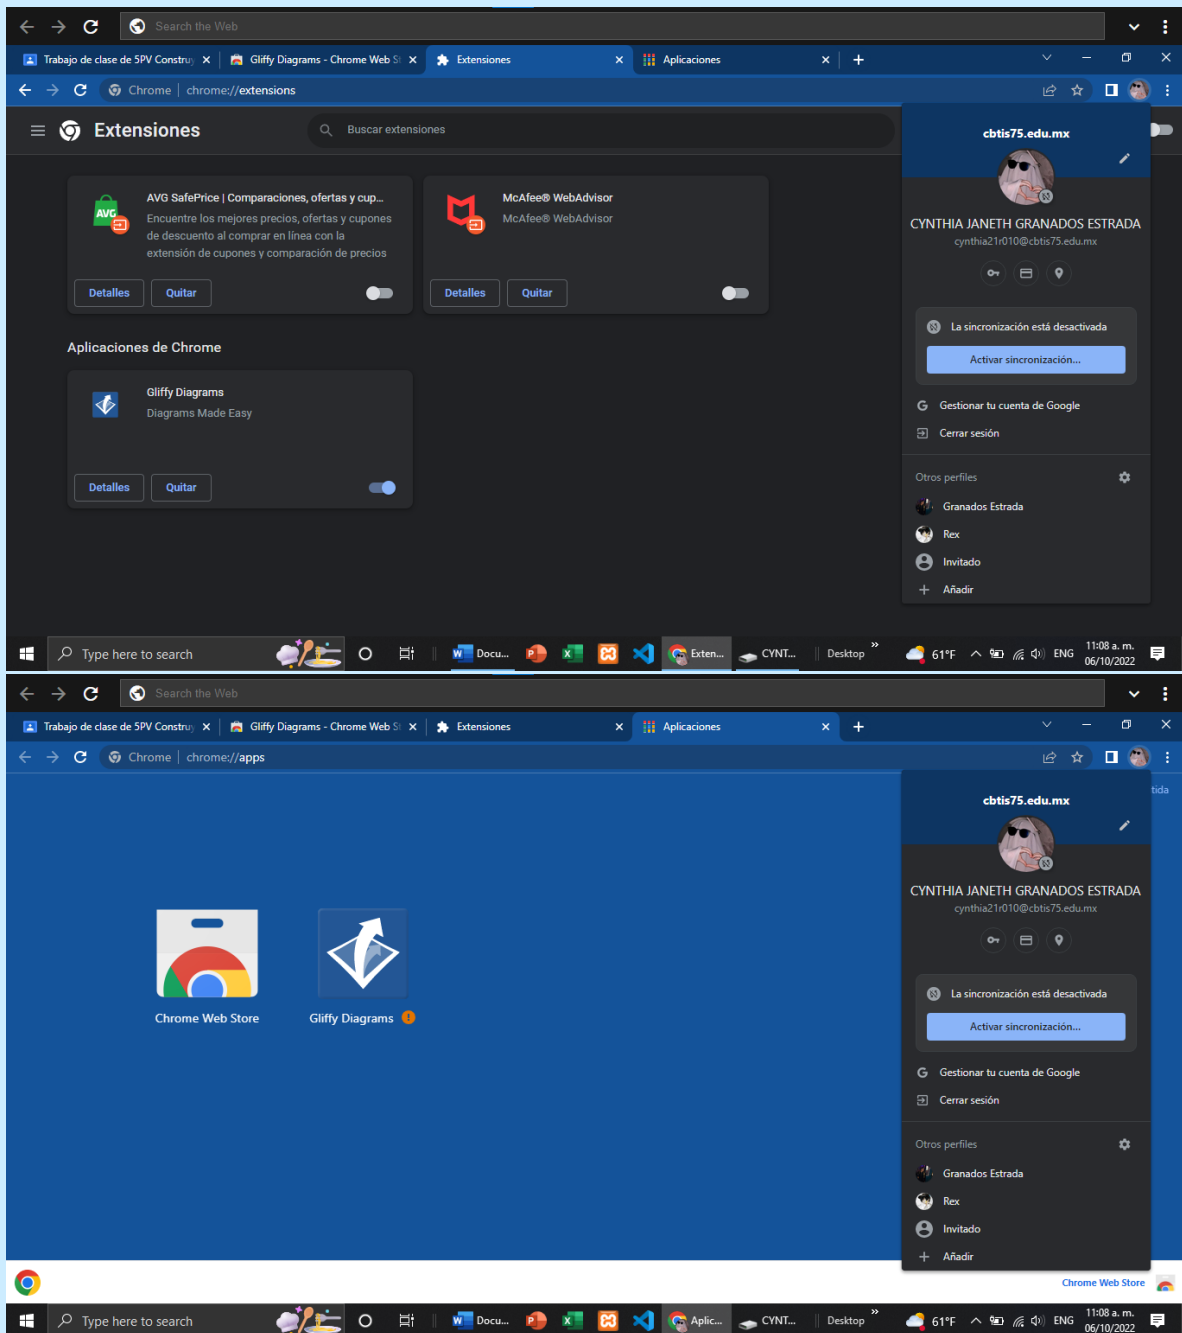 Search the Web
Trabajo de clase de 5PV Construy
Gliffy Diagrams - Chrome Web St
Extensiones
Aplicaciones
Chrome | chrome://extensions
Extensiones
Buscar extensiones
AVG SafePrice | Comparaciones, ofertas y cup...
Encuentre los mejores precios, ofertas y cupones
de descuento al comprar en línea con la
extensión de cupones y comparación de precios
Detalles
Quitar
McAfee® WebAdvisor
McAfee® WebAdvisor
Detalles
Quitar
Aplicaciones de Chrome
Gliffy Diagrams
Diagrams Made Easy
Detalles
Quitar
cbtis75.edu.mx
CYNTHIA JANETH GRANADOS ESTRADA
cynthia21r010@cbtis75.edu.mx
La sincronización está desactivada
Activar sincronización...
Gestionar tu cuenta de Google
Cerrar sesión
Otros perfiles
Granados Estrada
Rex
Invitado
Añadir
Type here to search
Docu...
Exten...
CYNT...
Desktop
61°F
ENG
11:08 a. m.
06/10/2022
Search the Web
Trabajo de clase de 5PV Construy
Gliffy Diagrams - Chrome Web St
Extensiones
Aplicaciones
Chrome | chrome://apps
tida
Chrome Web Store
Gliffy Diagrams
cbtis75.edu.mx
CYNTHIA JANETH GRANADOS ESTRADA
cynthia21r010@cbtis75.edu.mx
La sincronización está desactivada
Activar sincronización...
Gestionar tu cuenta de Google
Cerrar sesión
Otros perfiles
Granados Estrada
Rex
Invitado
Añadir
Chrome Web Store
Type here to search
Docu...
Aplic...
CYNT...
Desktop
61°F
ENG
11:08 a. m.
06/10/2022